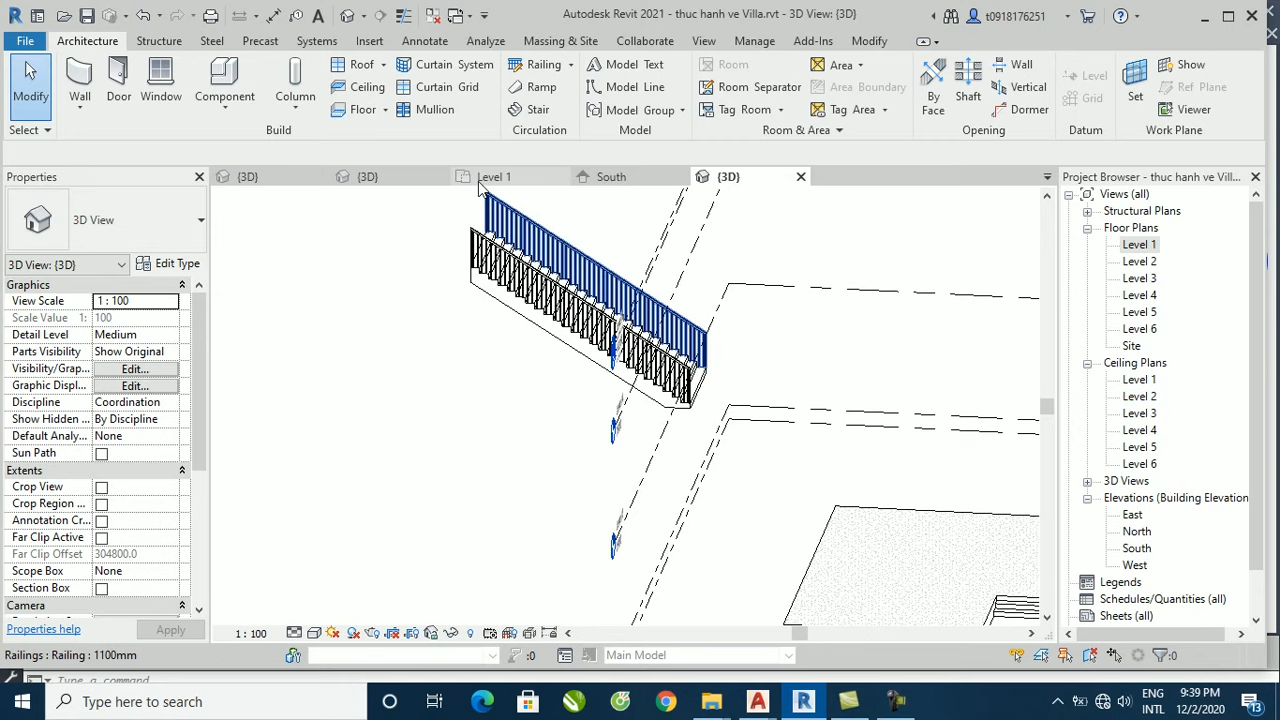 Autodesk Revit 2021 - thuc hanh ve Villa.rvt - 3D View: {3D}
t0918176251
File Architecture Structure Steel Precast Systems Insert Annotate Analyze Massing & Site Collaborate View Manage Add-Ins Modify
Modify
Wall
Door
Window
Component
Column
Roof
Ceiling
Floor
Curtain System
Curtain Grid
Mullion
Railing
Ramp
Stair
Model Text
Model Line
Model Group
Room
Room Separator
Tag Room
Area
Area Boundary
Tag Area
By Face
Shaft
Wall
Vertical
Dormer
Level
Grid
Set
Show
Ref Plane
Viewer
Select Build Circulation Model Room & Area Opening Datum Work Plane
Properties
{3D} {3D} Level 1 South {3D}
Project Browser - thuc hanh ve Vill...
3D View
3D View: {3D} Edit Type
Graphics
View Scale 1 : 100
Scale Value 1: 100
Detail Level Medium
Parts Visibility Show Original
Visibility/Grap... Edit...
Graphic Displ... Edit...
Discipline Coordination
Show Hidden ... By Discipline
Default Analy... None
Sun Path
Extents
Crop View
Crop Region ...
Annotation Cr...
Far Clip Active
Far Clip Offset 304800.0
Scope Box None
Section Box
Camera
Properties help Apply
Views (all)
Structural Plans
Floor Plans
Level 1
Level 2
Level 3
Level 4
Level 5
Level 6
Site
Ceiling Plans
Level 1
Level 2
Level 3
Level 4
Level 5
Level 6
3D Views
Elevations (Building Elevation
East
North
South
West
Legends
Schedules/Quantities (all)
Sheets (all)
1 : 100
Railings : Railing : 1100mm
:0
Main Model
:0
Type a command
Type here to search
ENG
INTL
9:39 PM
12/2/2020
13